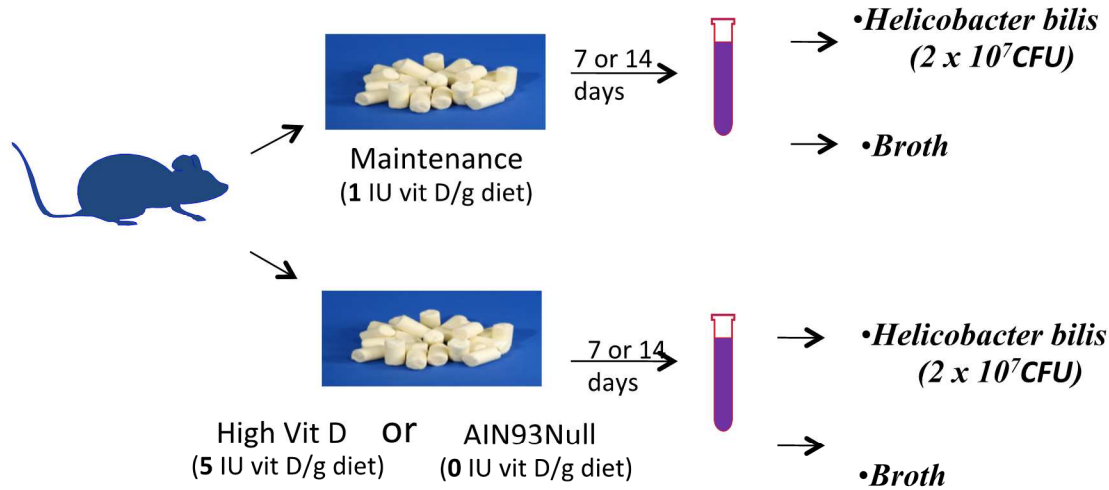 •Helicobacter bilis
(2 x 10⁷CFU)
7 or 14
days
•Broth
Maintenance
(1 IU vit D/g diet)
•Helicobacter bilis
(2 x 10⁷CFU)
7 or 14
days
High Vit D or AIN93Null
(5 IU vit D/g diet) (0 IU vit D/g diet)
•Broth